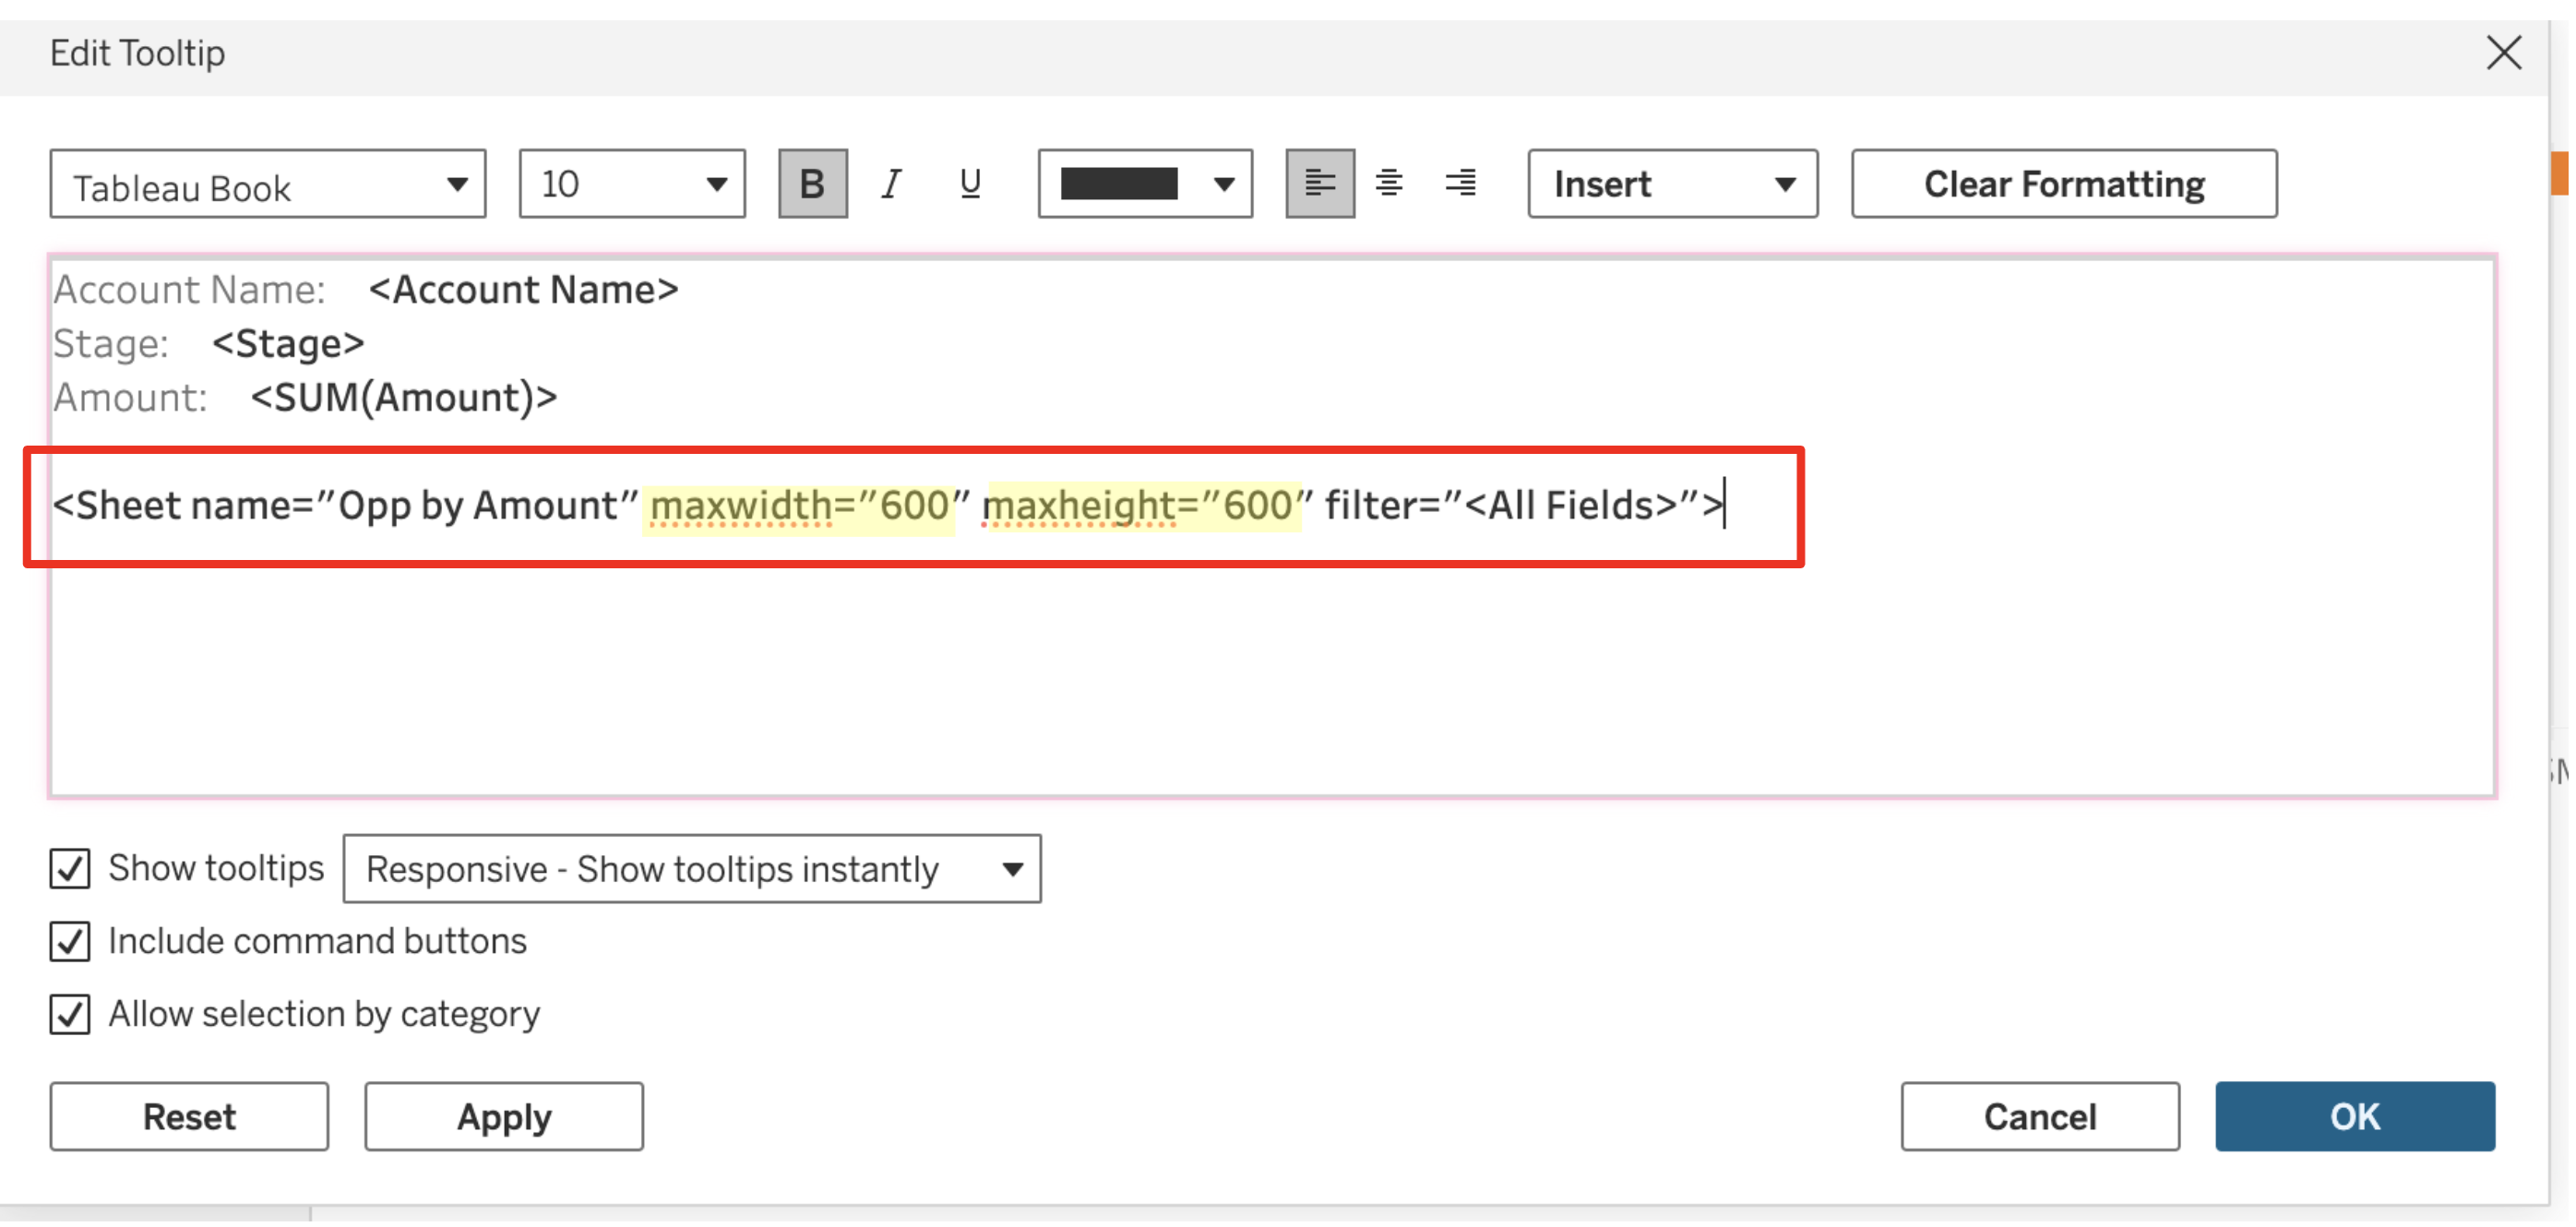 Edit Tooltip
Tableau Book 10 B I U Insert Clear Formatting
Account Name: <Account Name>
Stage: <Stage>
Amount: <SUM(Amount)>
<Sheet name="Opp by Amount" maxwidth="600" maxheight="600" filter="<All Fields>">
Show tooltips Responsive - Show tooltips instantly
Include command buttons
Allow selection by category
Reset Apply Cancel OK